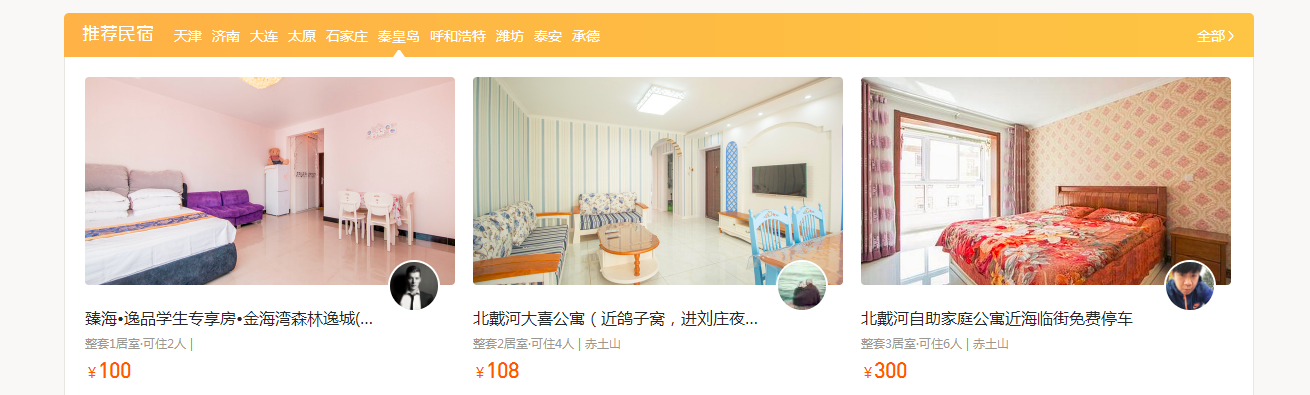 推荐民宿 天津 济南 大连 太原 石家庄 秦皇岛 呼和浩特 潍坊 泰安 承德 全部
臻海•逸品学生专享房•金海湾森林逸城(...
整套1居室·可住2人 |
¥100
北戴河大喜公寓（近鸽子窝，进刘庄夜...
整套2居室·可住4人 | 赤土山
¥108
北戴河自助家庭公寓近海临街免费停车
整套3居室·可住6人 | 赤土山
¥300